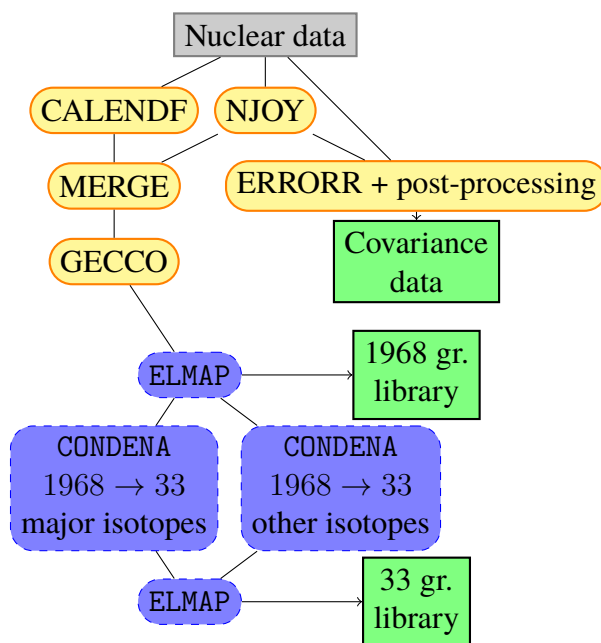 Nuclear data
CALENDF
NJOY
MERGE
ERRORR + post-processing
GECCO
Covariance
data
ELMAP
1968 gr.
library
CONDENA
1968 → 33
major isotopes
CONDENA
1968 → 33
other isotopes
ELMAP
33 gr.
library